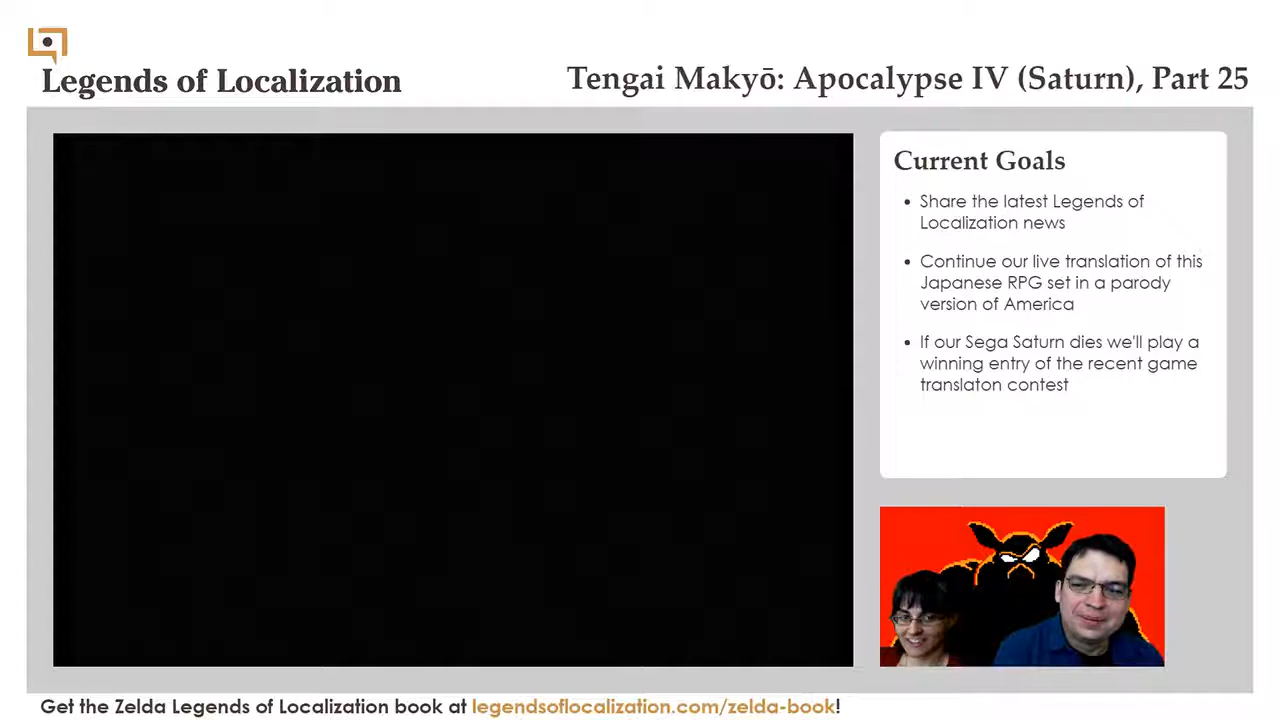 Legends of Localization
Tengai Makyō: Apocalypse IV (Saturn), Part 25
Current Goals
• Share the latest Legends of
Localization news
• Continue our live translation of this
Japanese RPG set in a parody
version of America
• If our Sega Saturn dies we'll play a
winning entry of the recent game
translaton contest
Get the Zelda Legends of Localization book at legendsoflocalization.com/zelda-book!